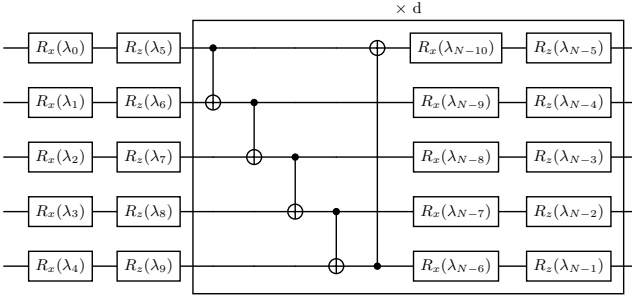 × d
R_x(λ_0) R_z(λ_5) R_x(λ_{N−10}) R_z(λ_{N−5})
R_x(λ_1) R_z(λ_6) R_x(λ_{N−9}) R_z(λ_{N−4})
R_x(λ_2) R_z(λ_7) R_x(λ_{N−8}) R_z(λ_{N−3})
R_x(λ_3) R_z(λ_8) R_x(λ_{N−7}) R_z(λ_{N−2})
R_x(λ_4) R_z(λ_9) R_x(λ_{N−6}) R_z(λ_{N−1})